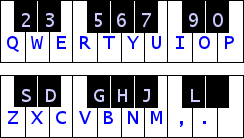 2 3 5 6 7 9 0
Q W E R T Y U I O P
S D G H J L
Z X C V B N M , .